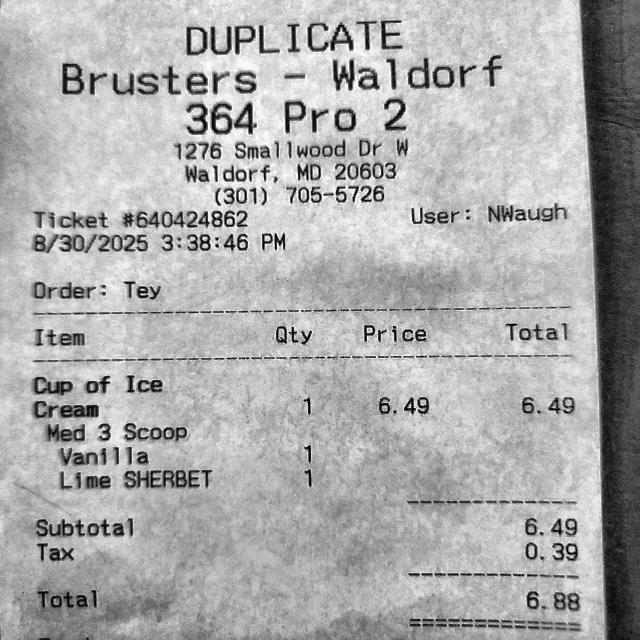 DUPLICATE
Brusters - Waldorf
364 Pro 2
1276 Smallwood Dr W
Waldorf, MD 20603
(301) 705-5726
Ticket #640424862 User: NWaugh
8/30/2025 3:38:46 PM
Order: Tey
Item Qty Price Total
Cup of Ice
Cream 1 6.49 6.49
Med 3 Scoop
Vanilla 1
Lime SHERBET 1
Subtotal 6.49
Tax 0.39
Total 6.88